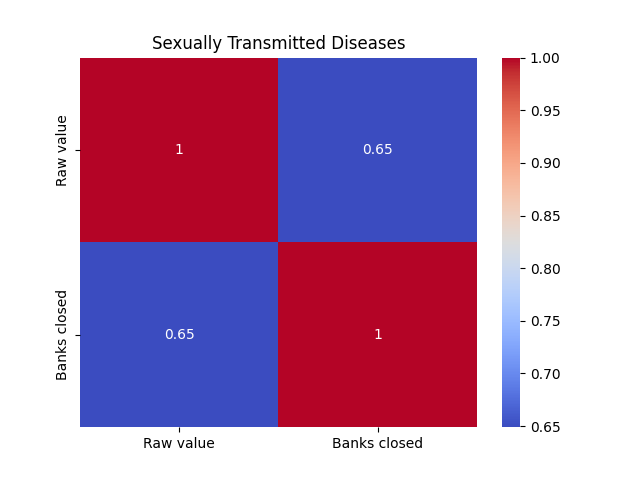 Sexually Transmitted Diseases
Raw value
Banks closed
1
0.65
0.65
1
Raw value
Banks closed
1.00
0.95
0.90
0.85
0.80
0.75
0.70
0.65